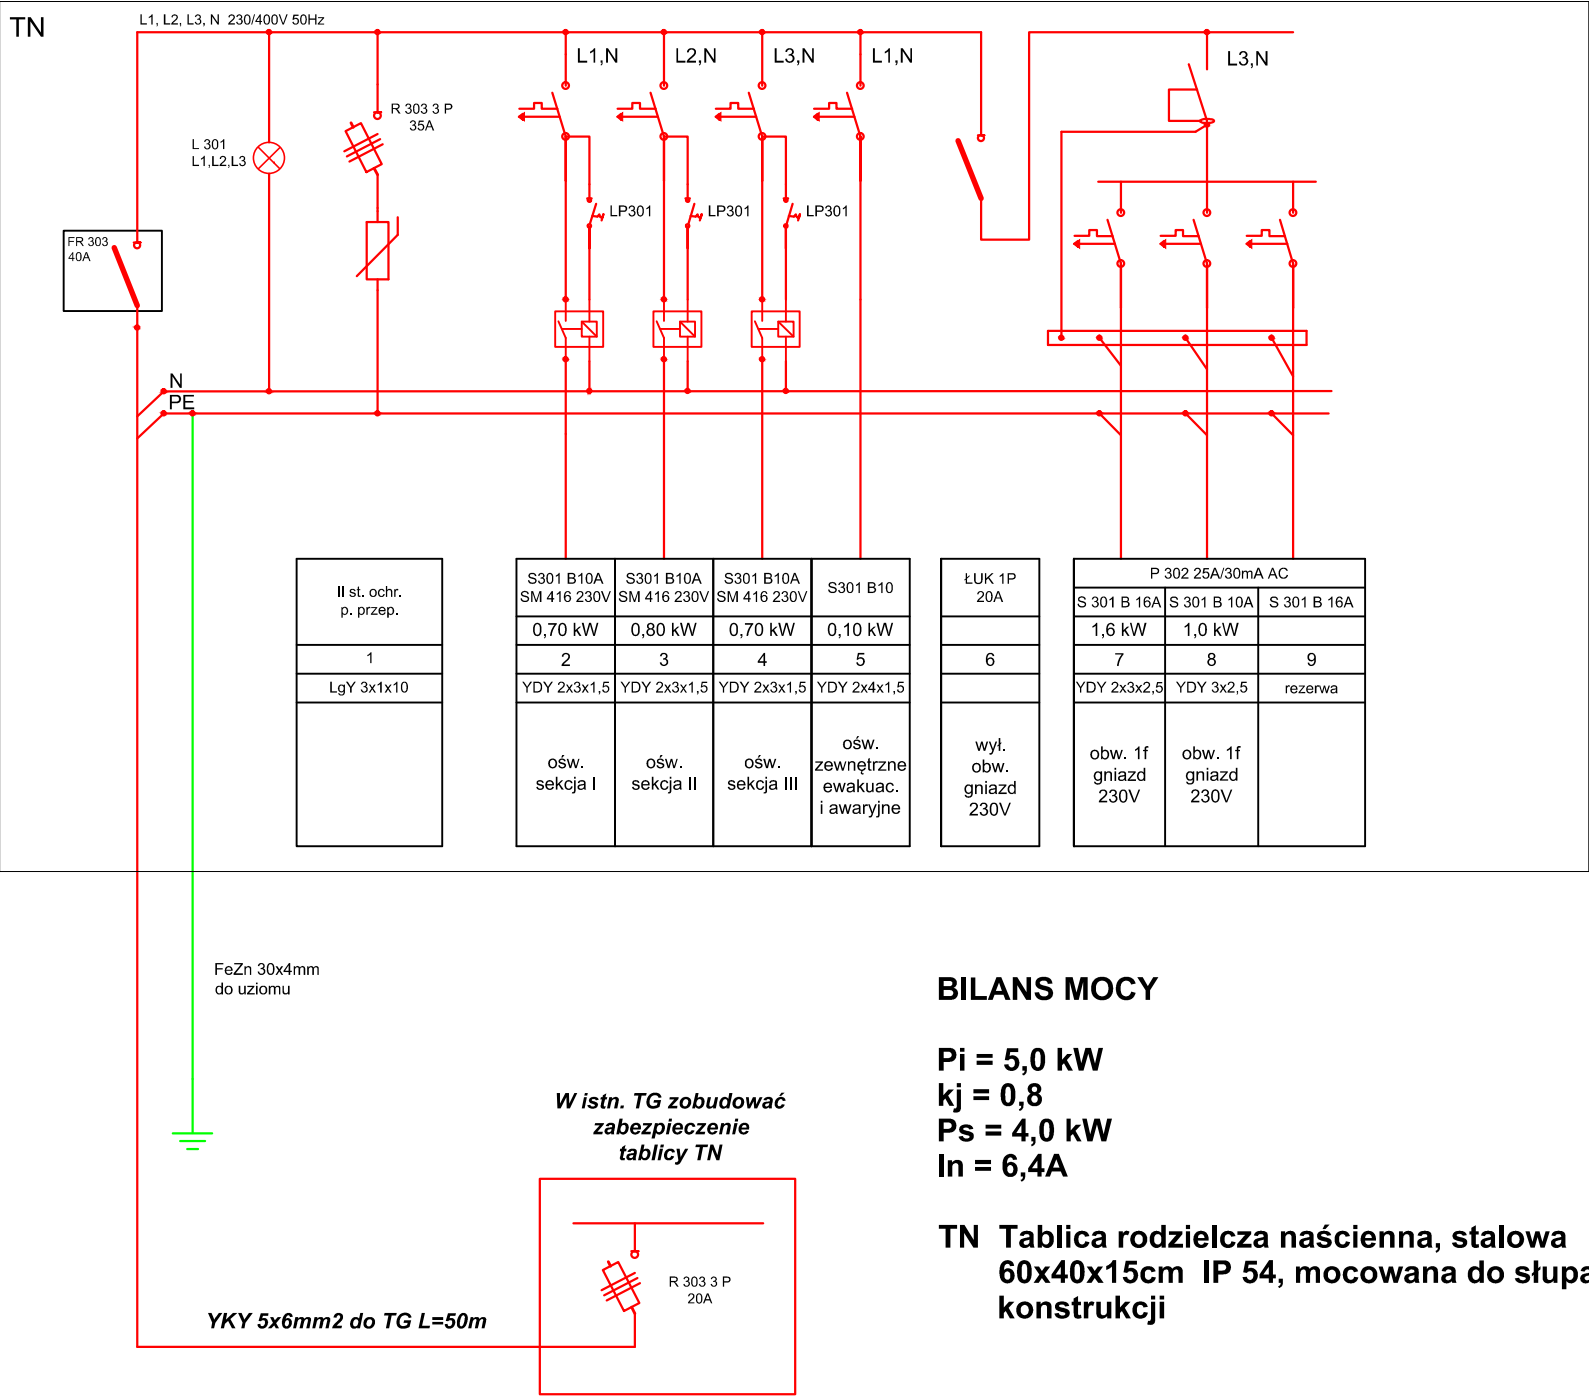 TN
L1, L2, L3, N 230/400V 50Hz
L1,N
L2,N
L3,N
L1,N
L3,N
R 303 3 P
35A
L 301
L1,L2,L3
LP301
LP301
LP301
FR 303
40A
N
PE
II st. ochr.
p. przep.
1
LgY 3x1x10
S301 B10A
SM 416 230V
0,70 kW
2
YDY 2x3x1,5
ośw.
sekcja I
S301 B10A
SM 416 230V
0,80 kW
3
YDY 2x3x1,5
ośw.
sekcja II
S301 B10A
SM 416 230V
0,70 kW
4
YDY 2x3x1,5
ośw.
sekcja III
S301 B10
0,10 kW
5
YDY 2x4x1,5
ośw.
zewnętrzne
ewakuac.
i awaryjne
ŁUK 1P
20A
6
wył.
obw.
gniazd
230V
P 302 25A/30mA AC
S 301 B 16A
1,6 kW
7
YDY 2x3x2,5
obw. 1f
gniazd
230V
S 301 B 10A
1,0 kW
8
YDY 3x2,5
obw. 1f
gniazd
230V
S 301 B 16A
9
rezerwa
FeZn 30x4mm
do uziomu
BILANS MOCY
Pi = 5,0 kW
kj = 0,8
Ps = 4,0 kW
In = 6,4A
W istn. TG zobudować
zabezpieczenie
tablicy TN
R 303 3 P
20A
YKY 5x6mm2 do TG L=50m
TN Tablica rodzielcza naścienna, stalowa
60x40x15cm IP 54, mocowana do słupa
konstrukcji